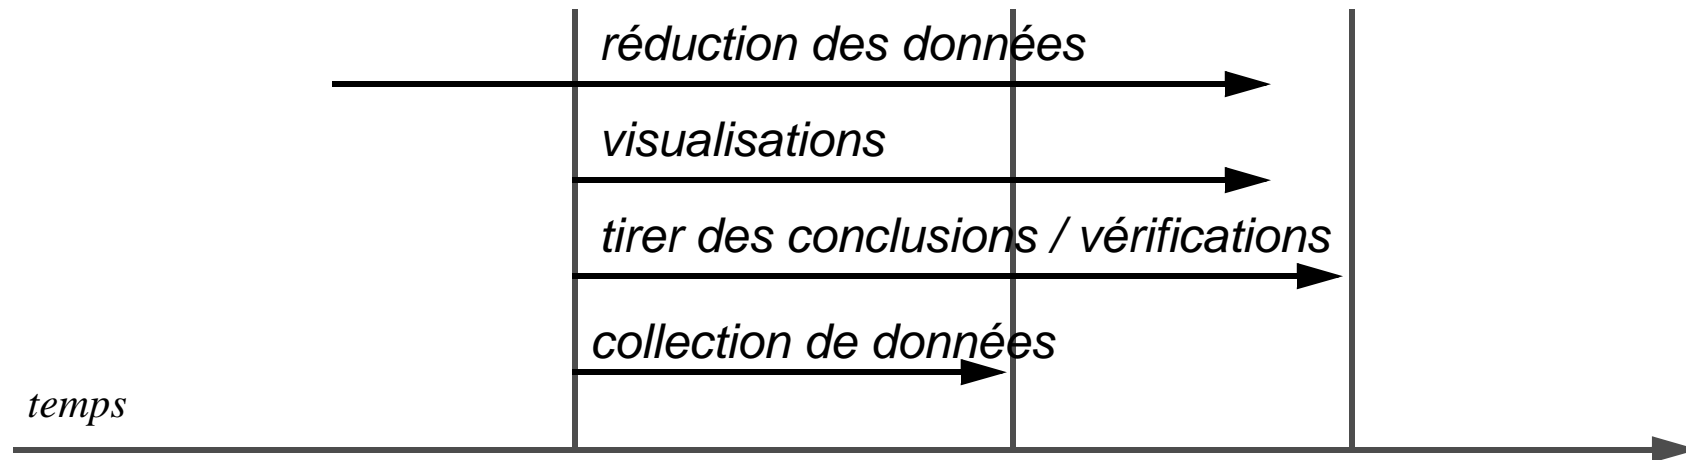 réduction des données
visualisations
tirer des conclusions / vérifications
collection de données
temps